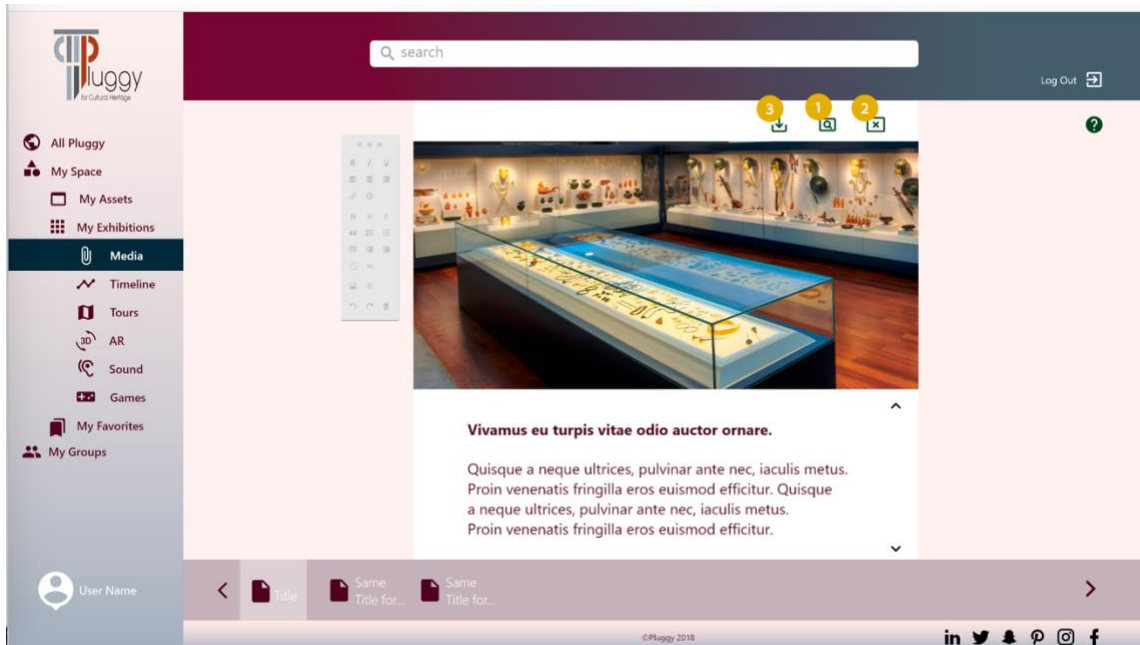 Pluggy
for Cultural Heritage
search
Log Out
3
1
2
All Pluggy
My Space
My Assets
My Exhibitions
Media
Timeline
Tours
3D
AR
Sound
Games
My Favorites
My Groups
User Name
Vivamus eu turpis vitae odio auctor ornare.
Quisque a neque ultrices, pulvinar ante nec, iaculis metus.
Proin venenatis fringilla eros euismod efficitur. Quisque
a neque ultrices, pulvinar ante nec, iaculis metus.
Proin venenatis fringilla eros euismod efficitur.
Title
Same
Title for...
Same
Title for...
©Pluggy 2018